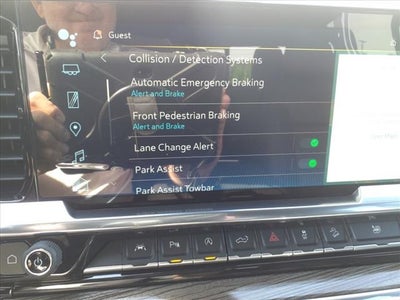 Guest
Collision / Detection Systems
Automatic Emergency Braking
Alert and Brake
Front Pedestrian Braking
Alert and Brake
Lane Change Alert
Park Assist
Park Assist Towbar